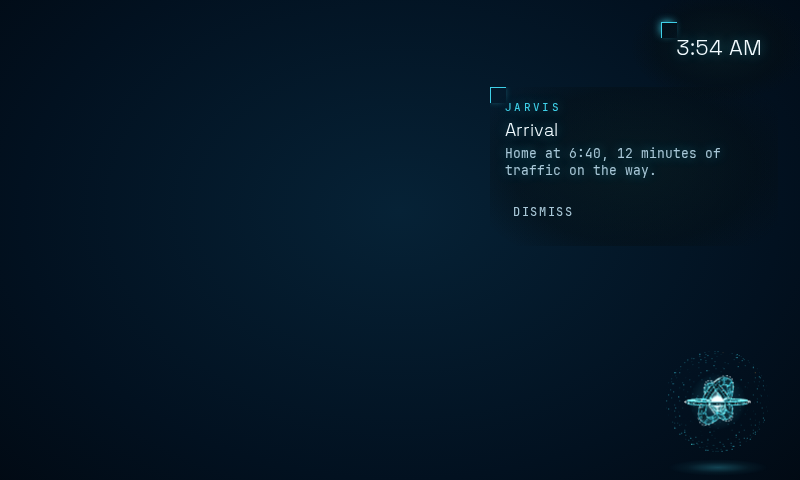 3:54 AM
JARVIS
Arrival
Home at 6:40, 12 minutes of
traffic on the way.
DISMISS